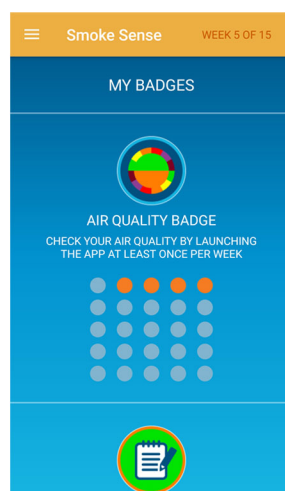 Smoke Sense
WEEK 5 OF 15
MY BADGES
AIR QUALITY BADGE
CHECK YOUR AIR QUALITY BY LAUNCHING
THE APP AT LEAST ONCE PER WEEK